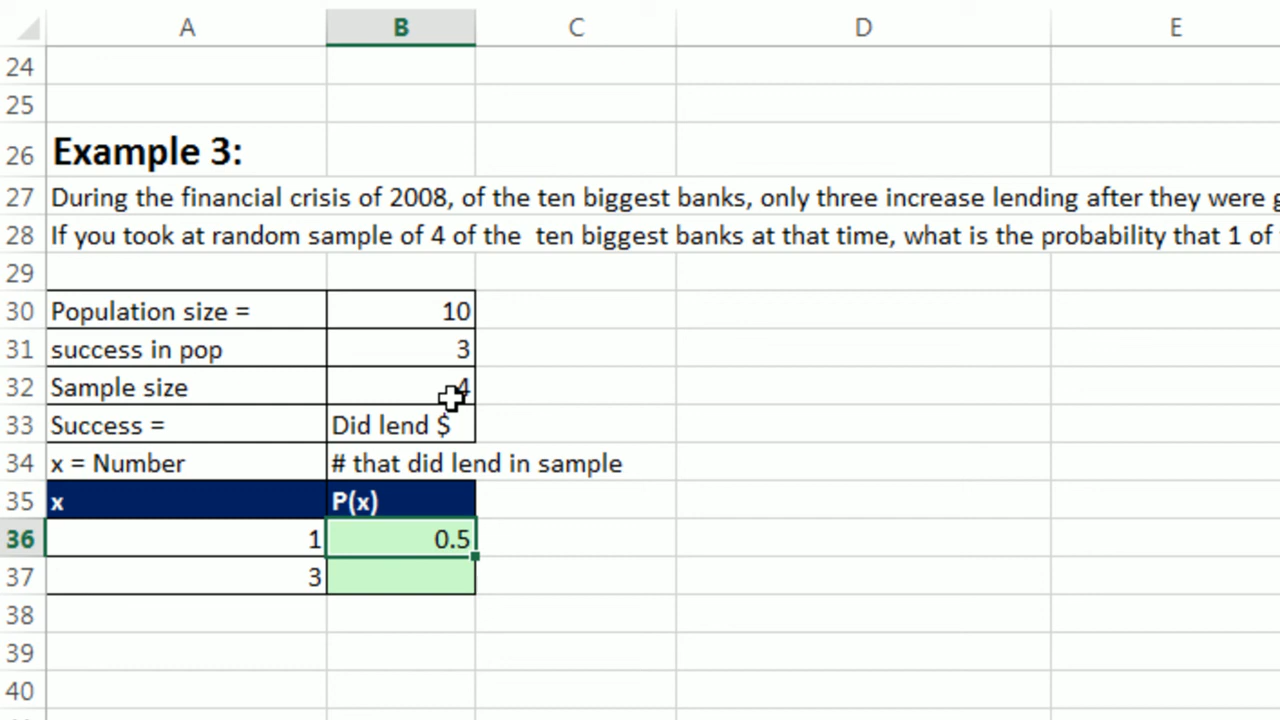 A B C D E
24
25
26 Example 3:
27 During the financial crisis of 2008, of the ten biggest banks, only three increase lending after they were
28 If you took at random sample of 4 of the ten biggest banks at that time, what is the probability that 1 of
29
30 Population size = 10
31 success in pop 3
32 Sample size 4
33 Success = Did lend $
34 x = Number # that did lend in sample
35 x P(x)
36 1 0.5
37 3
38
39
40